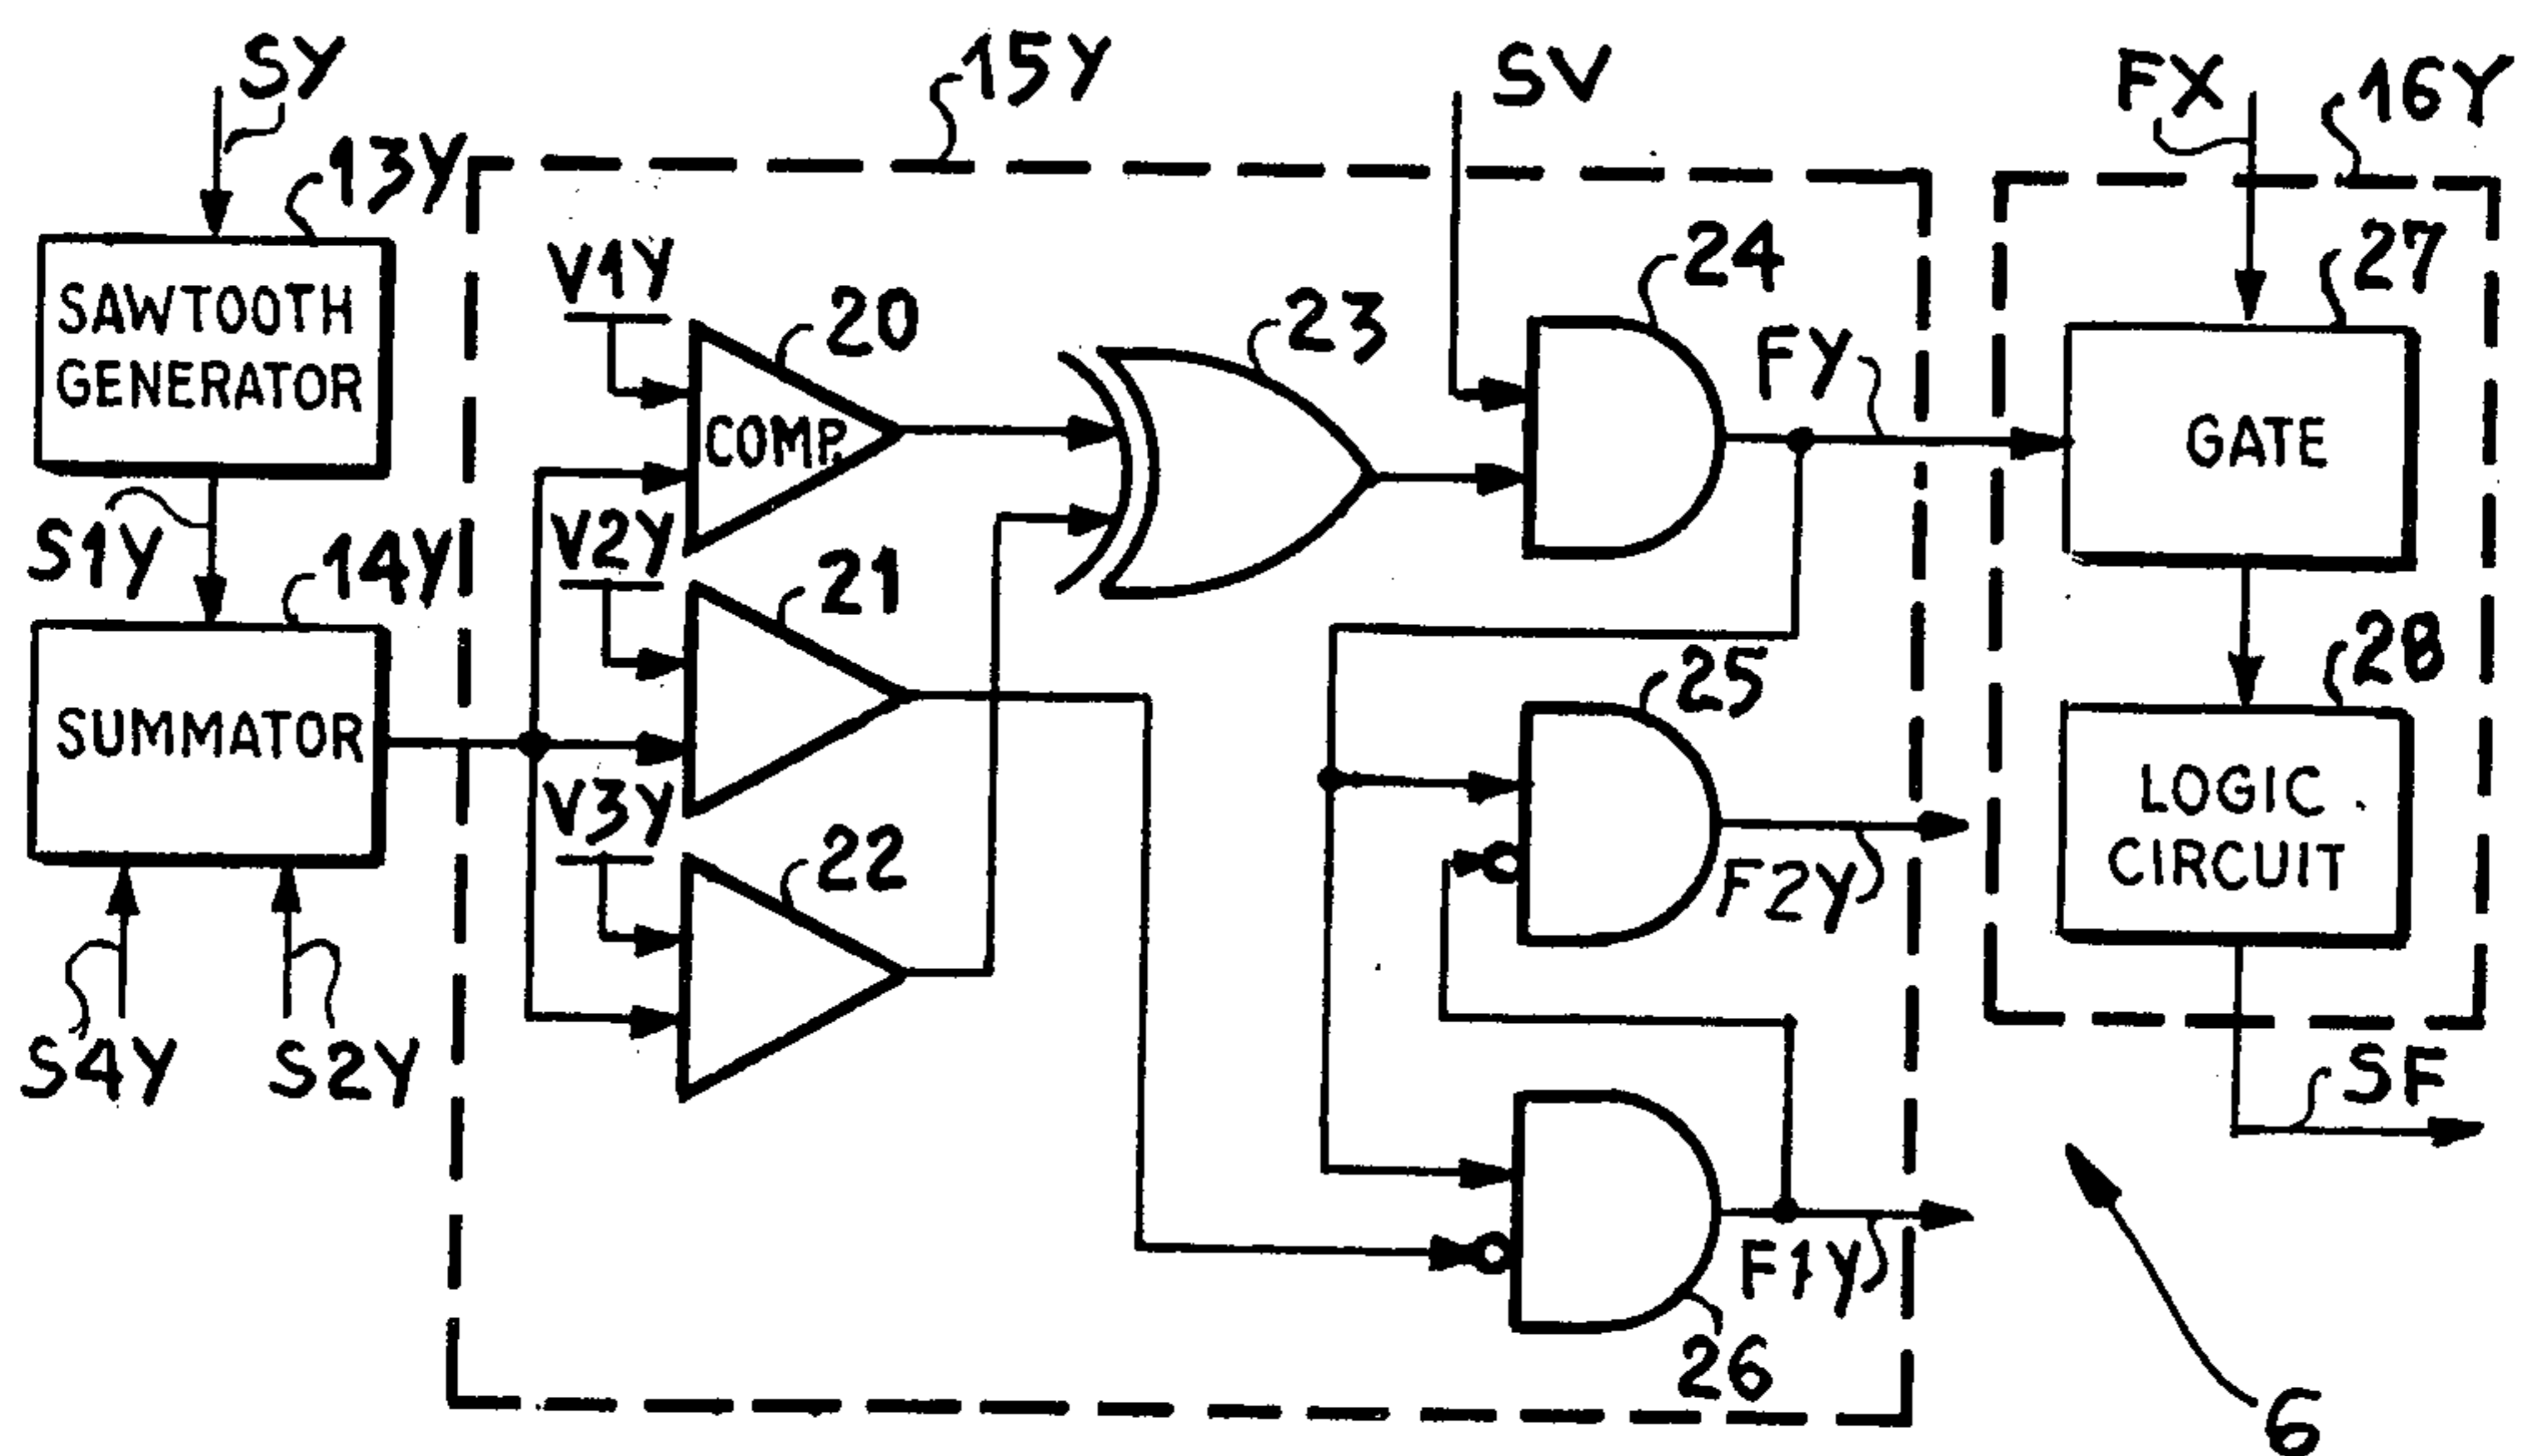 SY
15Y
SV
FX
16Y
13Y
SAWTOOTH
GENERATOR
V1Y
20
COMP.
23
24
FY
27
GATE
S1Y
14Y
V2Y
21
SUMMATOR
25
28
LOGIC
CIRCUIT
V3Y
22
F2Y
S4Y
S2Y
SF
F1Y
26
6